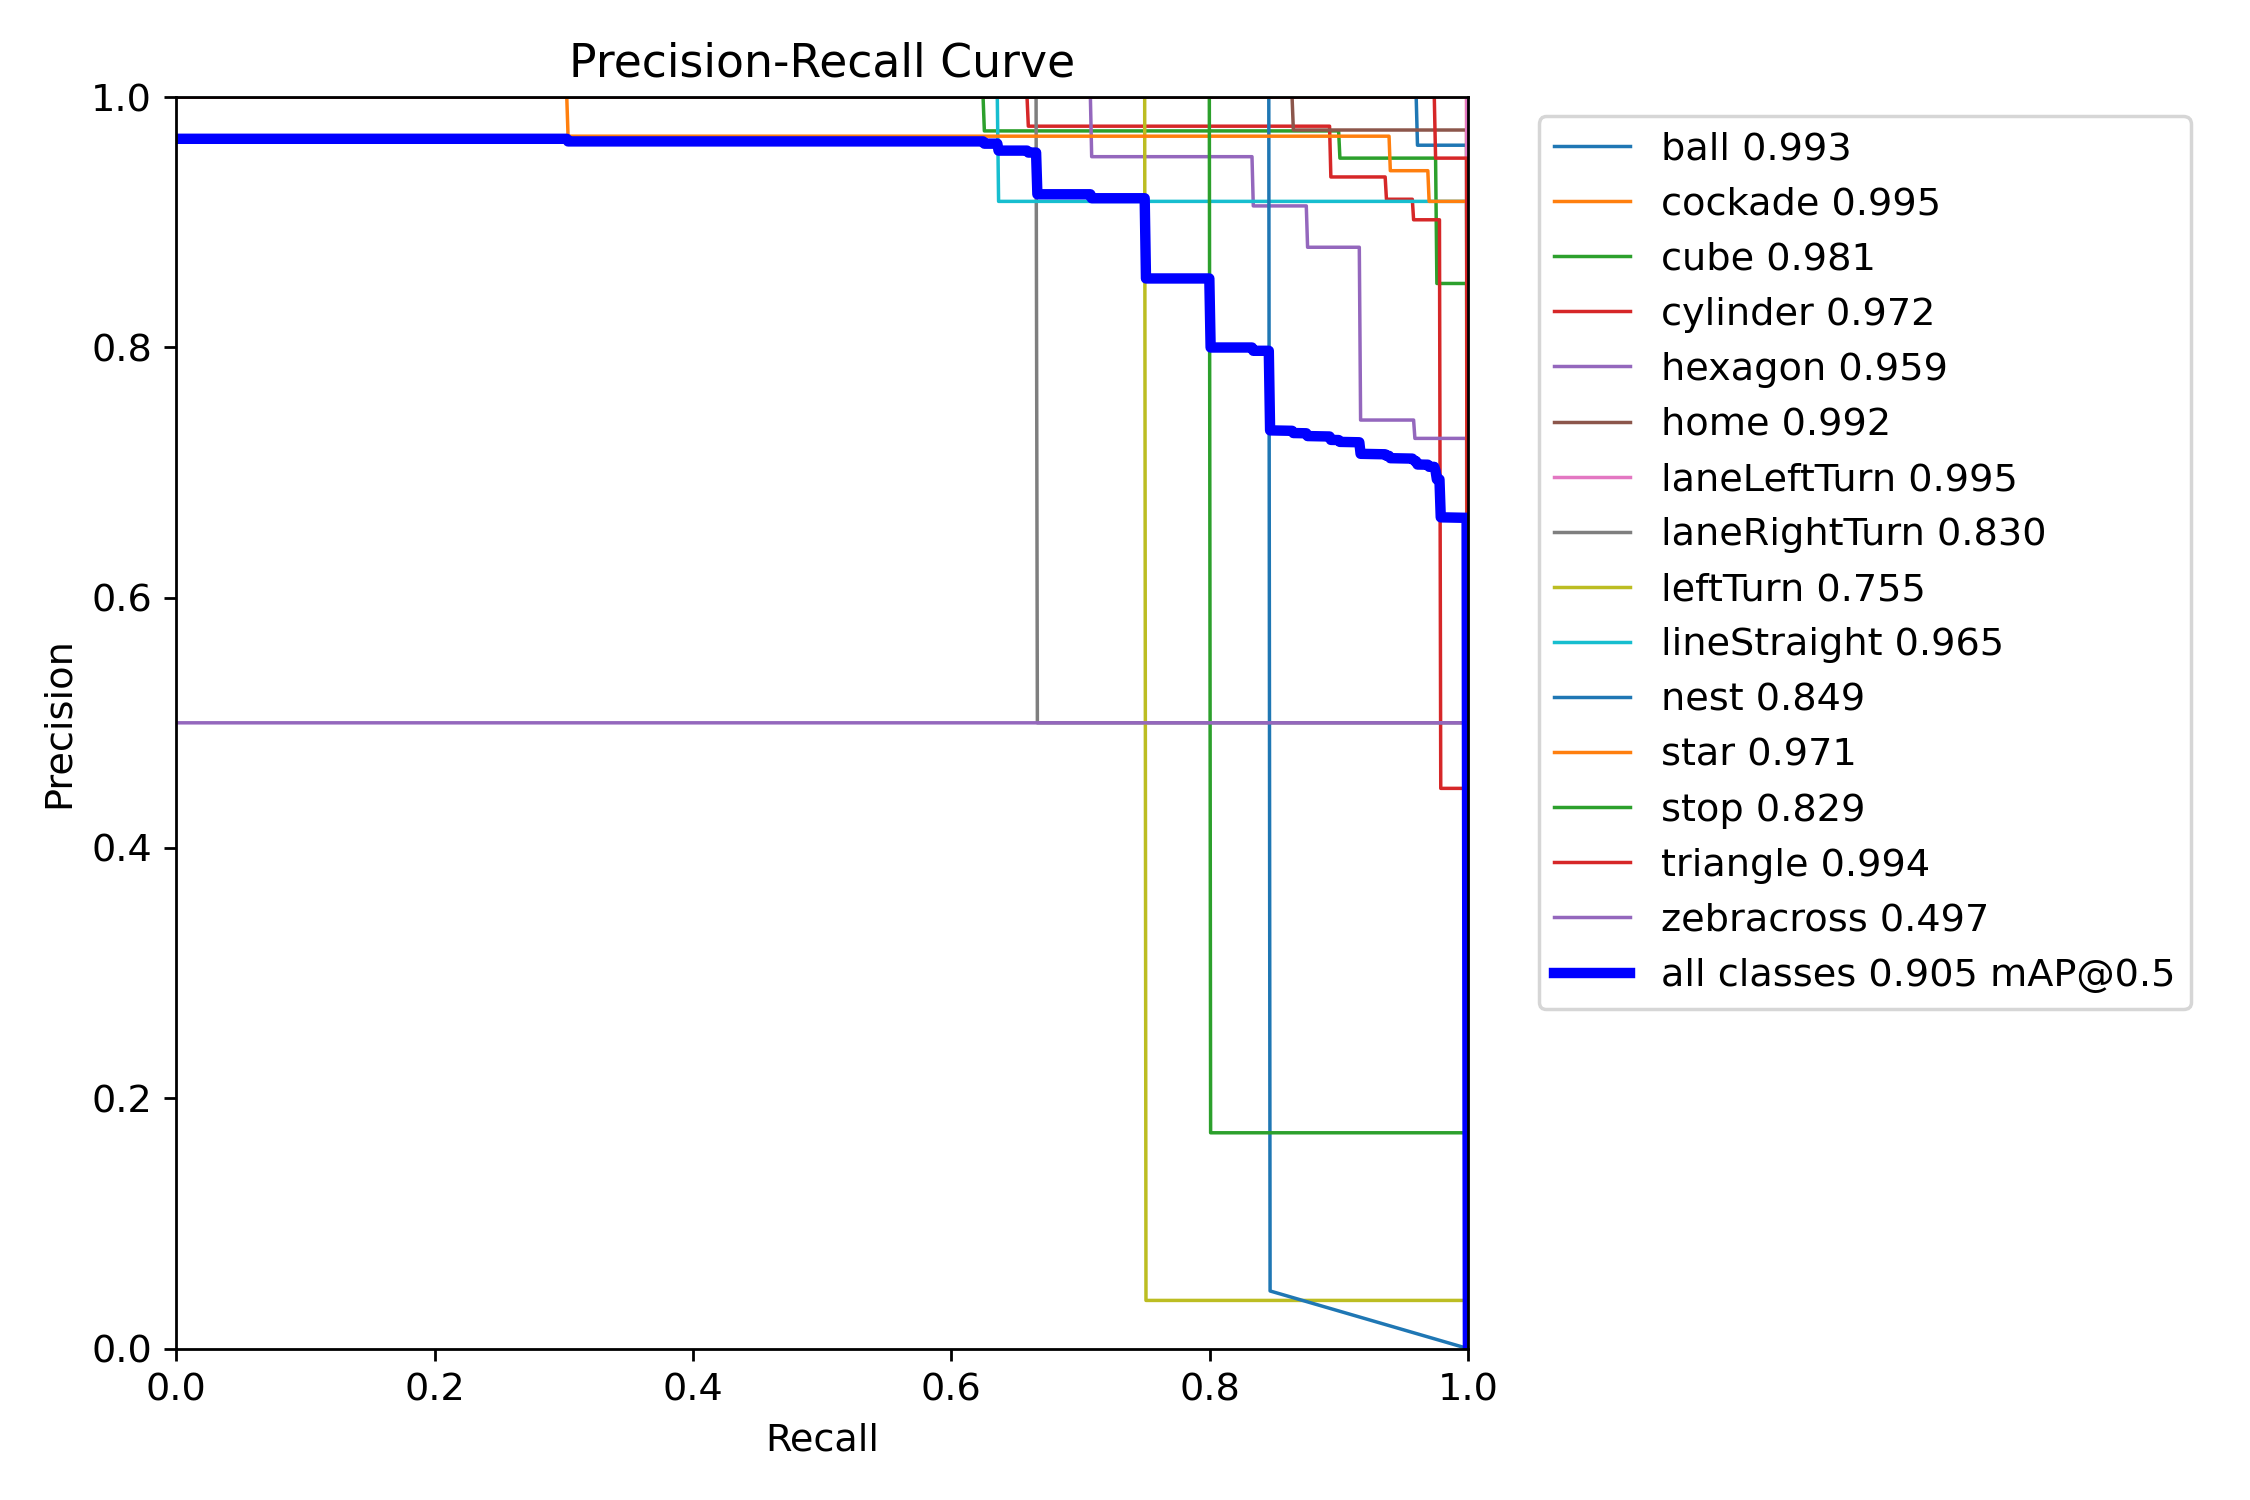 Precision-Recall Curve
1.0
0.8
0.6
0.4
0.2
0.0
Precision
0.0 0.2 0.4 0.6 0.8 1.0
Recall
ball 0.993
cockade 0.995
cube 0.981
cylinder 0.972
hexagon 0.959
home 0.992
laneLeftTurn 0.995
laneRightTurn 0.830
leftTurn 0.755
lineStraight 0.965
nest 0.849
star 0.971
stop 0.829
triangle 0.994
zebracross 0.497
all classes 0.905 mAP@0.5